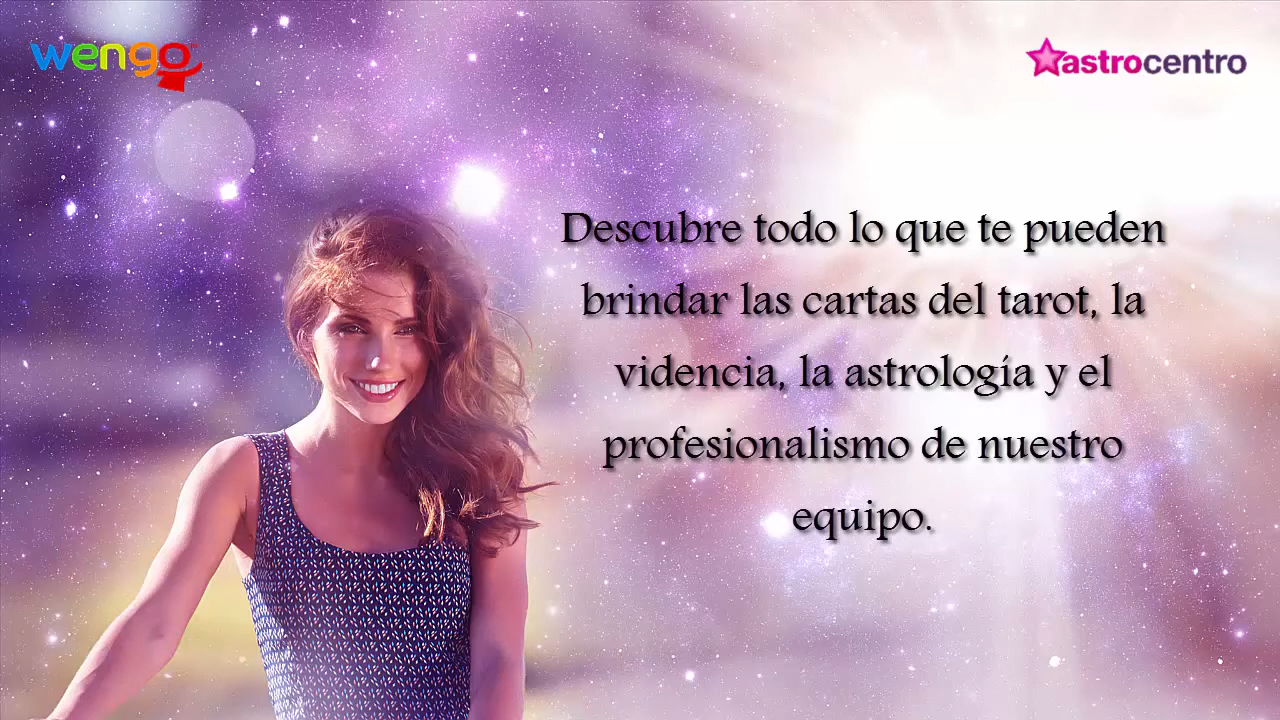 wengo
astrocentro
Descubre todo lo que te pueden
brindar las cartas del tarot, la
videncia, la astrología y el
profesionalismo de nuestro
equipo.